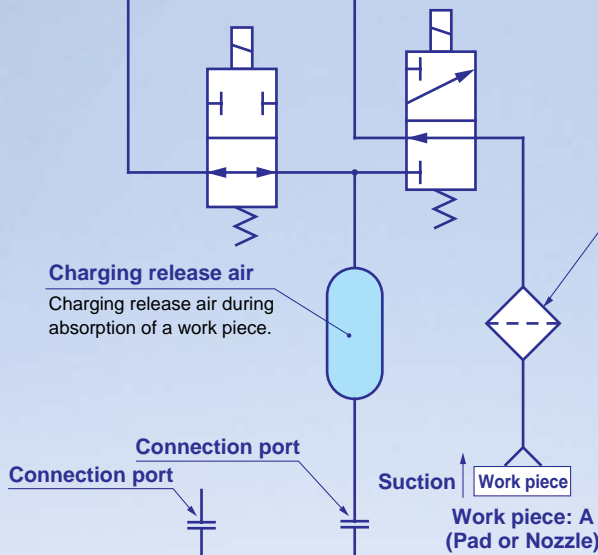 Charging release air
Charging release air during
absorption of a work piece.
Connection port
Connection port
Suction
Work piece
Work piece: A
(Pad or Nozzle)